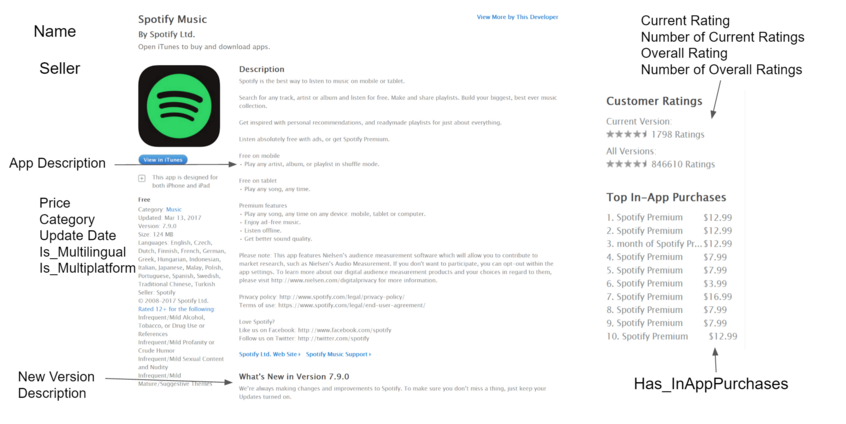 Name
Seller
App Description
Price
Category
Update Date
Is_Multilingual
Is_Multiplatform
New Version
Description
Spotify Music
By Spotify Ltd.
Open iTunes to buy and download apps.
View More by This Developer
View in iTunes
This app is designed for
both iPhone and iPad
Free
Category: Music
Updated: Mar 13, 2017
Version: 7.9.0
Size: 124 MB
Languages: English, Czech,
Dutch, Finnish, French, German,
Greek, Hungarian, Indonesian,
Italian, Japanese, Malay, Polish,
Portuguese, Spanish, Swedish,
Traditional Chinese, Turkish
Seller: Spotify
© 2008-2017 Spotify Ltd.
Rated 12+ for the following:
Infrequent/Mild Alcohol,
Tobacco, or Drug Use or
References
Infrequent/Mild Profanity or
Crude Humor
Infrequent/Mild Sexual Content
and Nudity
Infrequent/Mild
Mature/Suggestive Themes
Description
Spotify is the best way to listen to music on mobile or tablet.
Search for any track, artist or album and listen for free. Make and share playlists. Build your biggest, best ever music
collection.
Get inspired with personal recommendations, and readymade playlists for just about everything.
Listen absolutely free with ads, or get Spotify Premium.
Free on mobile
• Play any artist, album, or playlist in shuffle mode.
Free on tablet
• Play any song, any time.
Premium features
• Play any song, any time on any device: mobile, tablet or computer.
• Enjoy ad-free music.
• Listen offline.
• Get better sound quality.
Please note: This app features Nielsen's audience measurement software which will allow you to contribute to
market research, such as Nielsen's Audio Measurement. If you don't want to participate, you can opt-out within the
app settings. To learn more about our digital audience measurement products and your choices in regard to them,
please visit http://www.nielsen.com/digitalprivacy for more information.
Privacy policy: http://www.spotify.com/legal/privacy-policy/
Terms of use: https://www.spotify.com/legal/end-user-agreement/
Love Spotify?
Like us on Facebook: http://www.facebook.com/spotify
Follow us on Twitter: http://twitter.com/spotify
Spotify Ltd. Web Site › Spotify Music Support ›
What's New in Version 7.9.0
We're always making changes and improvements to Spotify. To make sure you don't miss a thing, just keep your
Updates turned on.
Current Rating
Number of Current Ratings
Overall Rating
Number of Overall Ratings
Customer Ratings
Current Version:
1798 Ratings
All Versions:
846610 Ratings
Top In-App Purchases
1. Spotify Premium $12.99
2. Spotify Premium $12.99
3. month of Spotify Pr... $12.99
4. Spotify Premium $7.99
5. Spotify Premium $7.99
6. Spotify Premium $3.99
7. Spotify Premium $16.99
8. Spotify Premium $7.99
9. Spotify Premium $7.99
10. Spotify Premium $12.99
Has_InAppPurchases